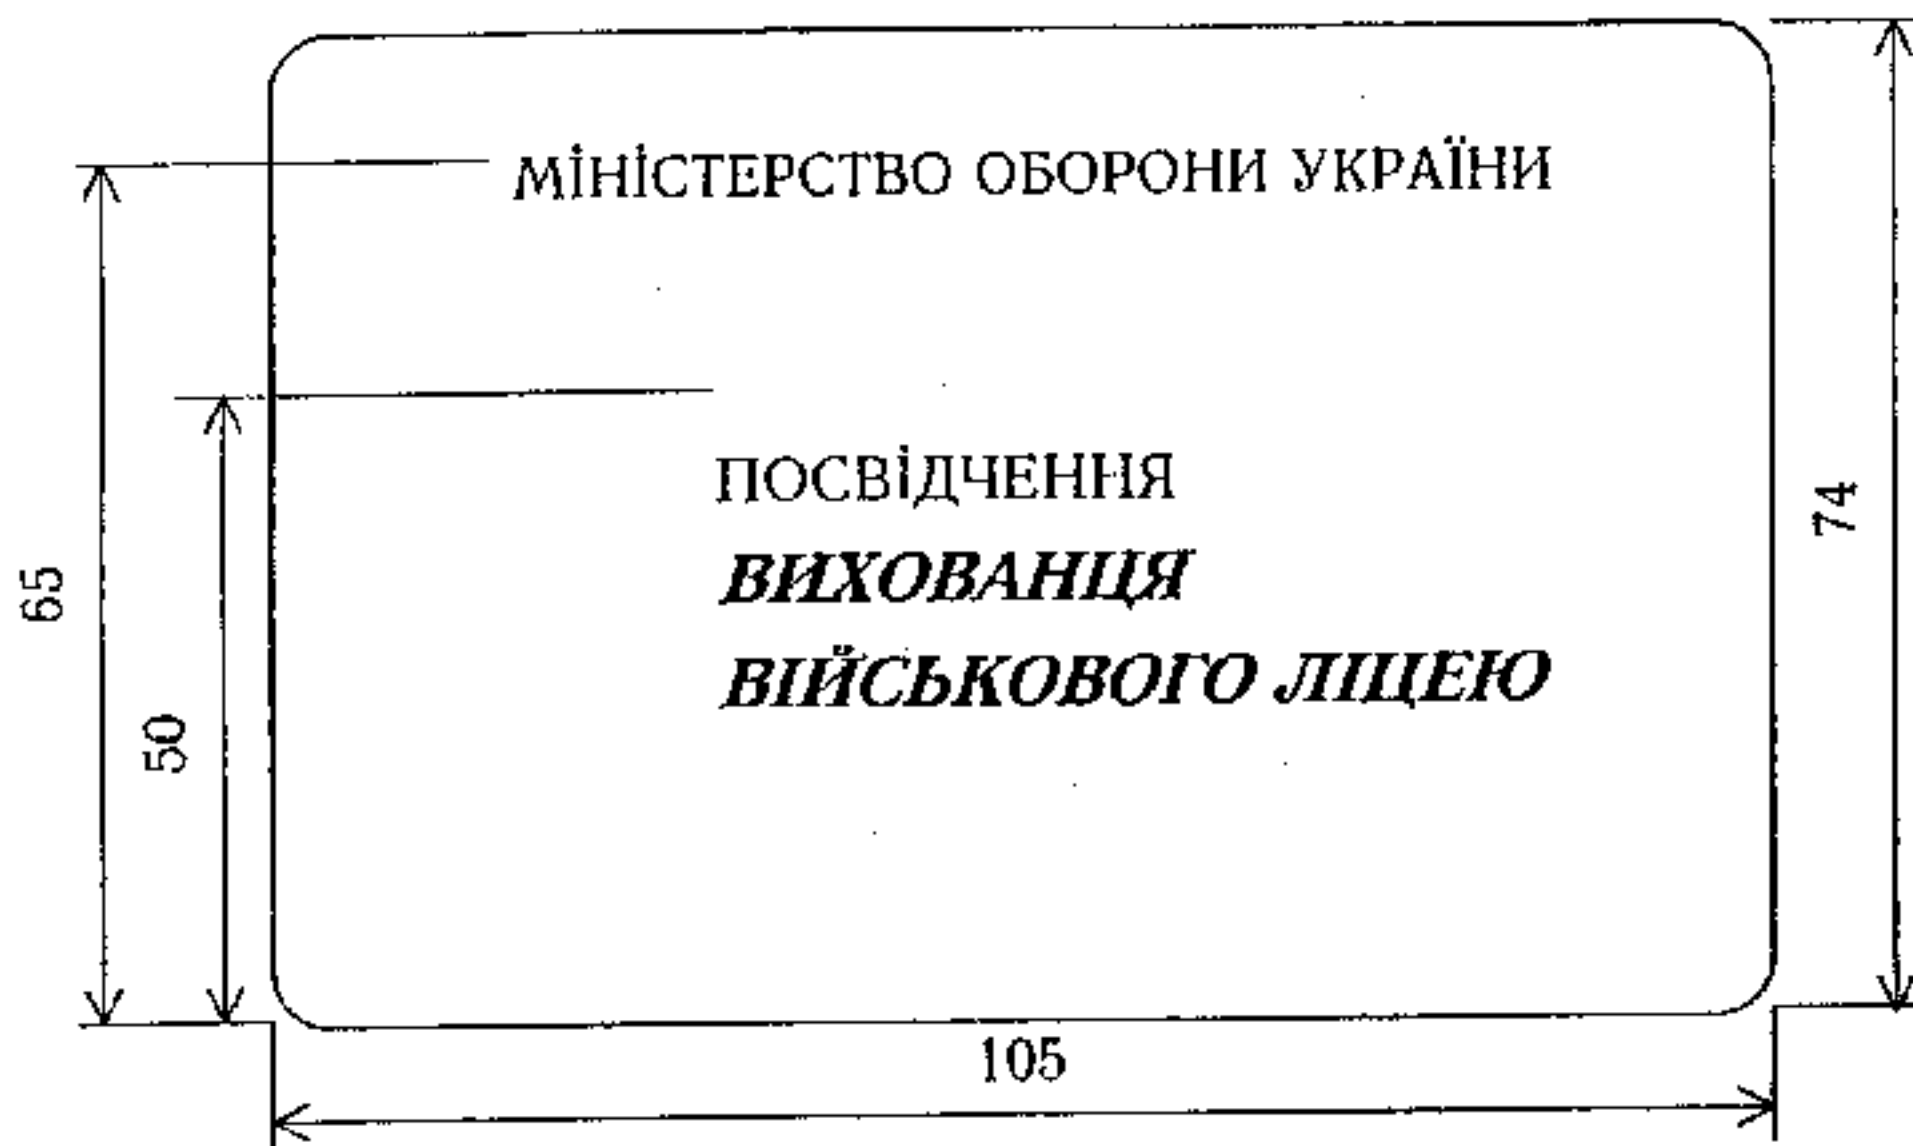 МІНІСТЕРСТВО ОБОРОНИ УКРАЇНИ
ПОСВІДЧЕННЯ
ВИХОВАНЦЯ
ВІЙСЬКОВОГО ЛІЦЕЮ
65
50
74
105